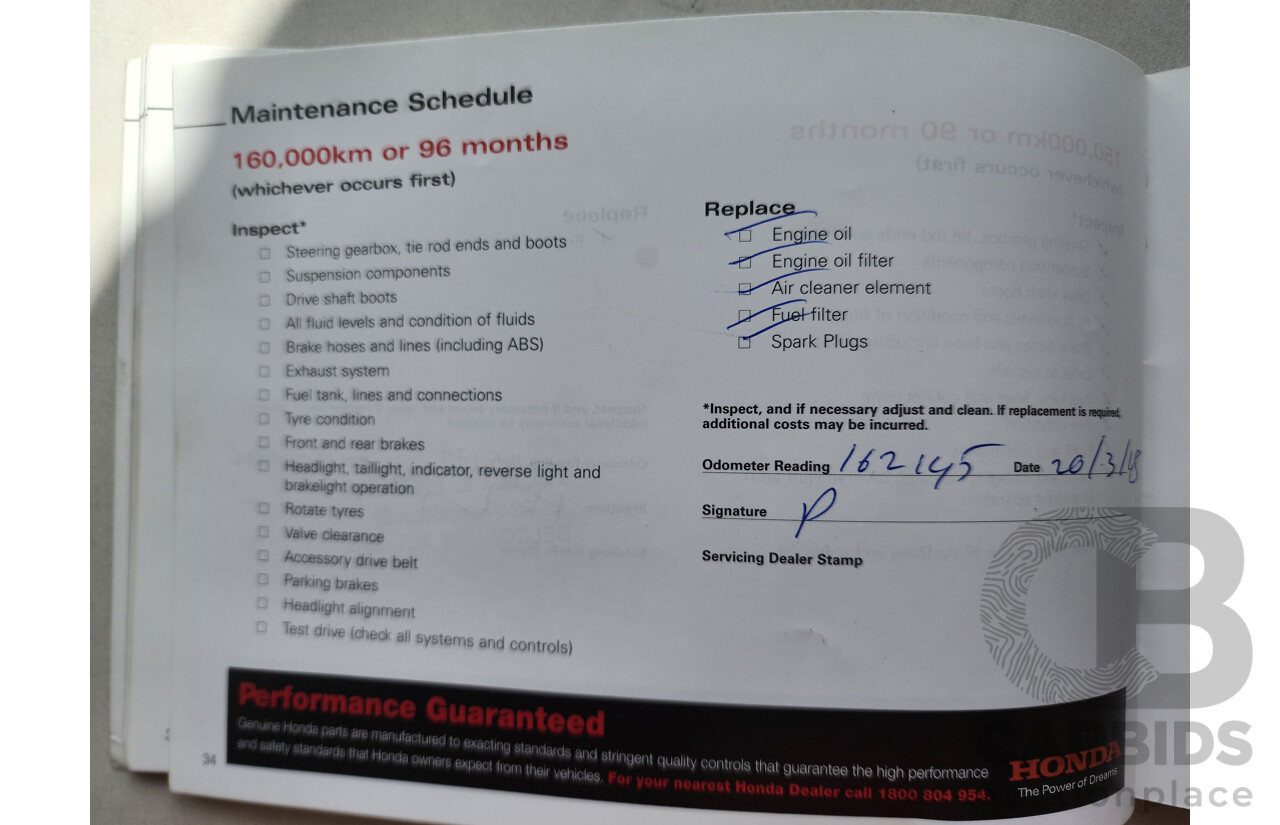 Maintenance Schedule
160,000km or 96 months
(whichever occurs first)
Inspect*
Steering gearbox, tie rod ends and boots
Suspension components
Drive shaft boots
All fluid levels and condition of fluids
Brake hoses and lines (including ABS)
Exhaust system
Fuel tank, lines and connections
Tyre condition
Front and rear brakes
Headlight, taillight, indicator, reverse light and
brakelight operation
Rotate tyres
Valve clearance
Accessory drive belt
Parking brakes
Headlight alignment
Test drive (check all systems and controls)
Replace
Engine oil
Engine oil filter
Air cleaner element
Fuel filter
Spark Plugs
*Inspect, and if necessary adjust and clean. If replacement is required,
additional costs may be incurred.
Odometer Reading 162145 Date 20/3/18
Signature
Servicing Dealer Stamp
Performance Guaranteed
Genuine Honda parts are manufactured to exacting standards and stringent quality controls that guarantee the high performance
and safety standards that Honda owners expect from their vehicles. For your nearest Honda Dealer call 1800 804 954.
HONDA
The Power of Dreams
34
CB
CARBIDS